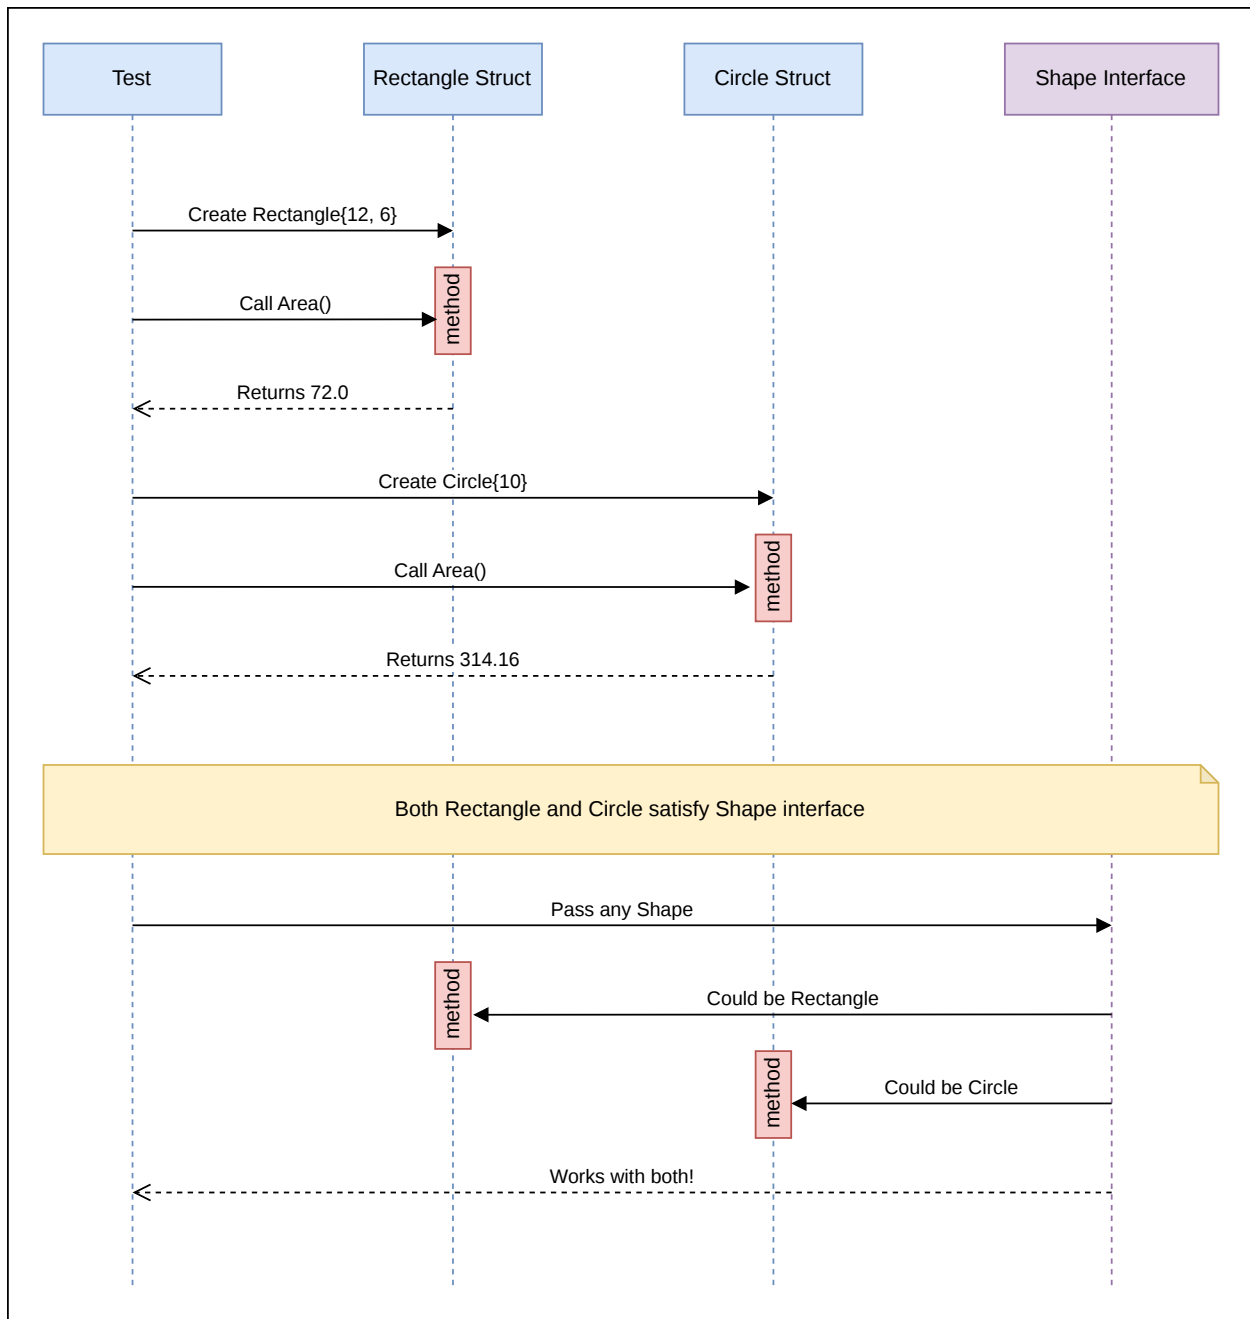 Test
Rectangle Struct
Circle Struct
Shape Interface
Create Rectangle{12, 6}
method
Call Area()
Returns 72.0
Create Circle{10}
method
Call Area()
Returns 314.16
Both Rectangle and Circle satisfy Shape interface
Pass any Shape
method
Could be Rectangle
method
Could be Circle
Works with both!